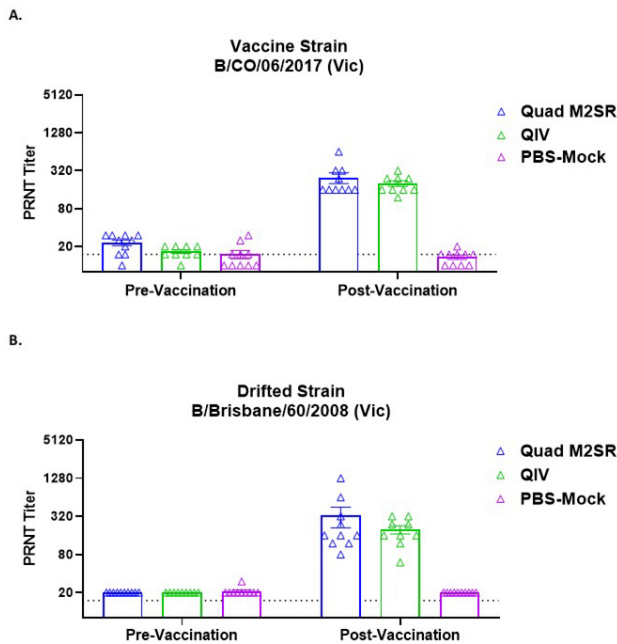 A.
Vaccine Strain
B/CO/06/2017 (Vic)
5120
1280
320
80
20
PRNT Titer
Quad M2SR
QIV
PBS-Mock
Pre-Vaccination
Post-Vaccination
B.
Drifted Strain
B/Brisbane/60/2008 (Vic)
5120
1280
320
80
20
PRNT Titer
Quad M2SR
QIV
PBS-Mock
Pre-Vaccination
Post-Vaccination